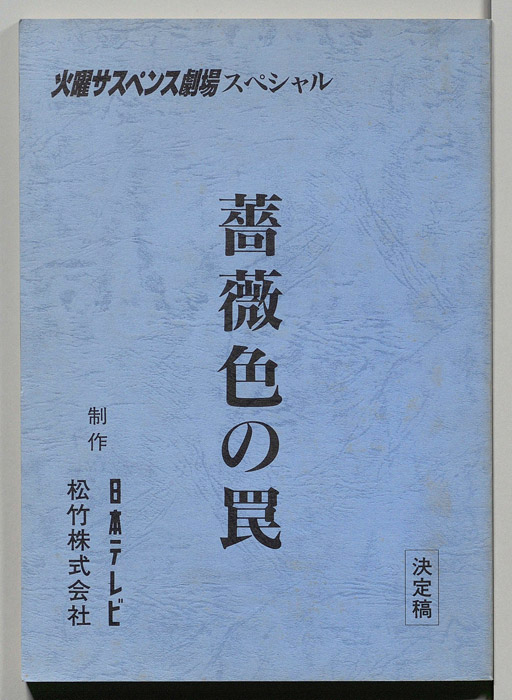 火曜サスペンス劇場スペシャル
薔薇色の罠
制作
日本テレビ
松竹株式会社
決定稿